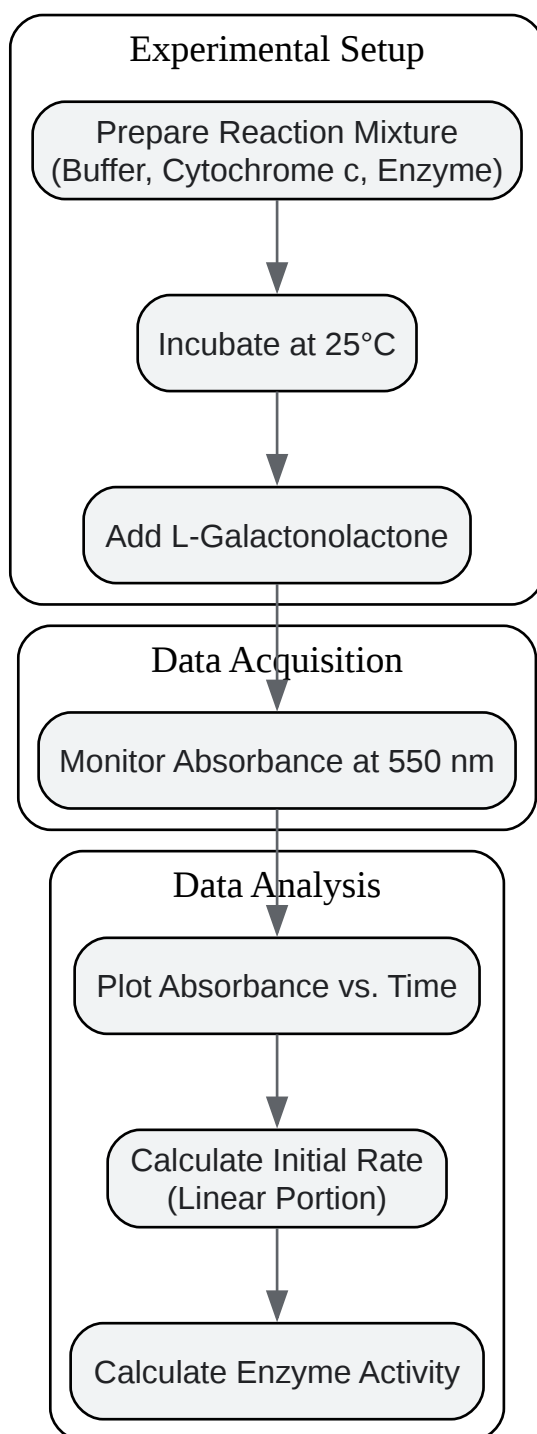 Experimental Setup
Prepare Reaction Mixture
(Buffer, Cytochrome c, Enzyme)
Incubate at 25°C
Add L-Galactonolactone
Data Acquisition
Monitor Absorbance at 550 nm
Data Analysis
Plot Absorbance vs. Time
Calculate Initial Rate
(Linear Portion)
Calculate Enzyme Activity